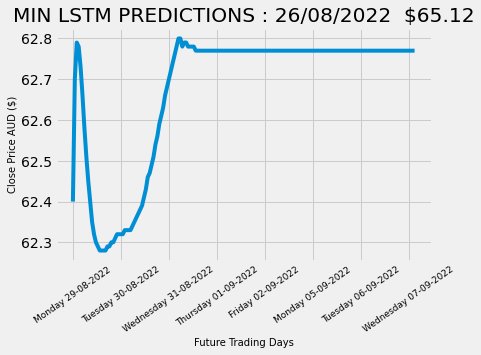 MIN LSTM PREDICTIONS : 26/08/2022 $65.12
Close Price AUD ($)
62.8
62.7
62.6
62.5
62.4
62.3
Monday 29-08-2022
Tuesday 30-08-2022
Wednesday 31-08-2022
Thursday 01-09-2022
Friday 02-09-2022
Monday 05-09-2022
Tuesday 06-09-2022
Wednesday 07-09-2022
Future Trading Days